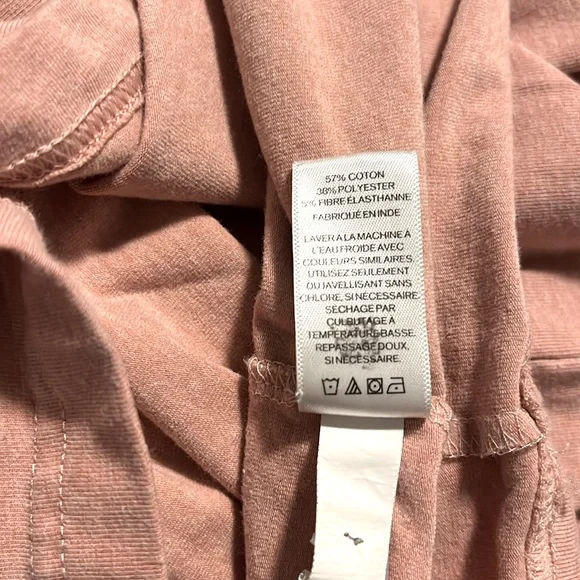 57% COTON
38% POLYESTER
5% FIBRE ÉLASTHANNE
FABRIQUÉ EN INDE
LAVER À LA MACHINE À
L'EAU FROIDE AVEC
COULEURS SIMILAIRES.
UTILISEZ SEULEMENT
OU JAVELLISANT SANS
CHLORE, SI NÉCESSAIRE.
SÉCHAGE PAR
CULBUTAGE À
TEMPÉRATURE BASSE.
REPASSAGE DOUX,
SI NÉCESSAIRE.